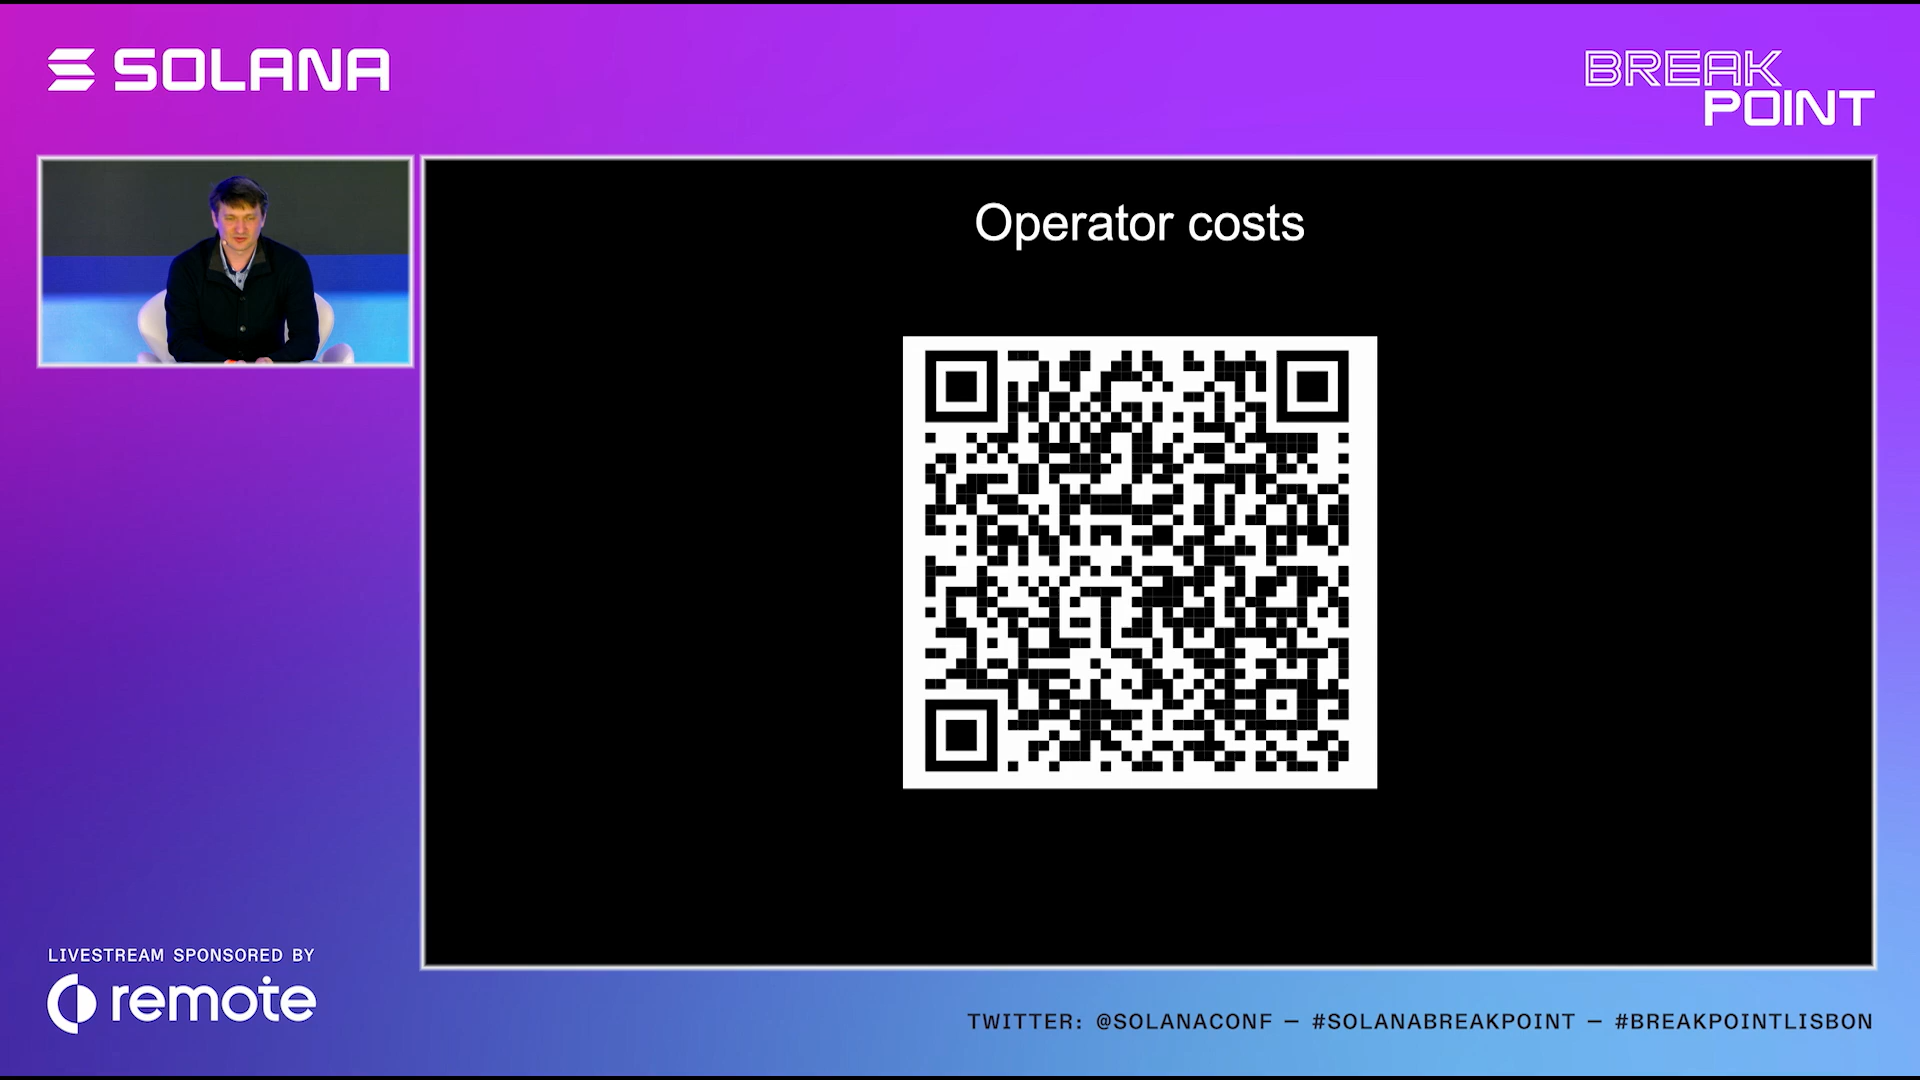 SOLANA
BREAK
POINT
Operator costs
LIVESTREAM SPONSORED BY
remote
TWITTER: @SOLANACONF — #SOLANABREAKPOINT — #BREAKPOINTLISBON